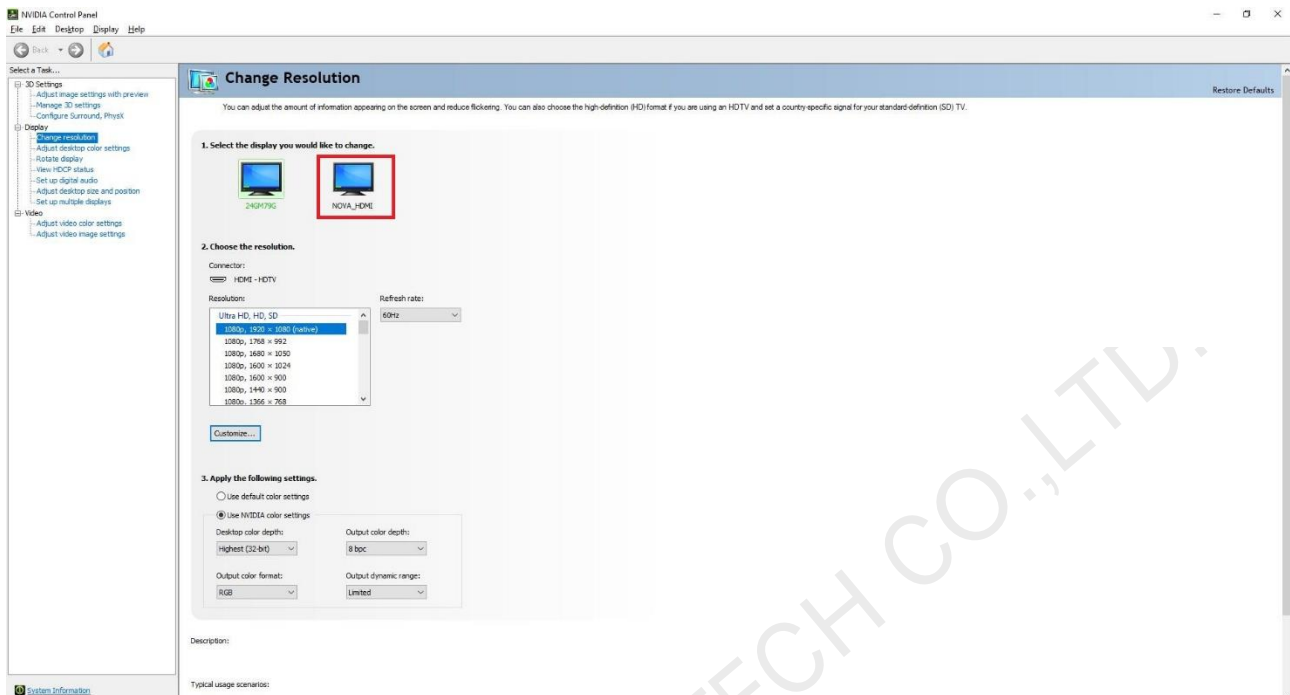 NVIDIA Control Panel
File Edit Desktop Display Help
Back
Select a Task...
3D Settings
Adjust image settings with preview
Manage 3D settings
Configure Surround, PhysX
Display
Change resolution
Adjust desktop color settings
Rotate display
View HDCP status
Set up digital audio
Adjust desktop size and position
Set up multiple displays
Video
Adjust video color settings
Adjust video image settings
System Information
Change Resolution
Restore Defaults
You can adjust the amount of information appearing on the screen and reduce flickering. You can also choose the high-definition (HD) format if you are using an HDTV and set a country-specific signal for your standard-definition (SD) TV.
1. Select the display you would like to change.
24GM79G NOVA_HDMI
2. Choose the resolution.
Connector:
HDMI - HDTV
Resolution: Refresh rate:
Ultra HD, HD, SD 60Hz
1080p, 1920 × 1080 (native)
1080p, 1768 × 992
1080p, 1680 × 1050
1080p, 1600 × 1024
1080p, 1600 × 900
1080p, 1440 × 900
1080p, 1366 × 768
Customize...
3. Apply the following settings.
Use default color settings
Use NVIDIA color settings
Desktop color depth: Output color depth:
Highest (32-bit) 8 bpc
Output color format: Output dynamic range:
RGB Limited
Description:
Typical usage scenarios:
TECH CO.,LTD.